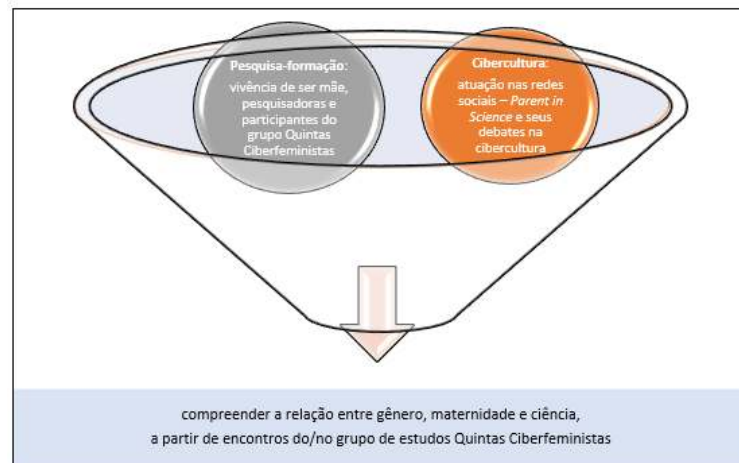 Pesquisa-formação:
vivência de ser mãe,
pesquisadoras e
participantes do
grupo Quintas
Ciberfeministas
Cibercultura:
atuação nas redes
sociais – Parent in
Science e seus
debates na
cibercultura
compreender a relação entre gênero, maternidade e ciência,
a partir de encontros do/no grupo de estudos Quintas Ciberfeministas